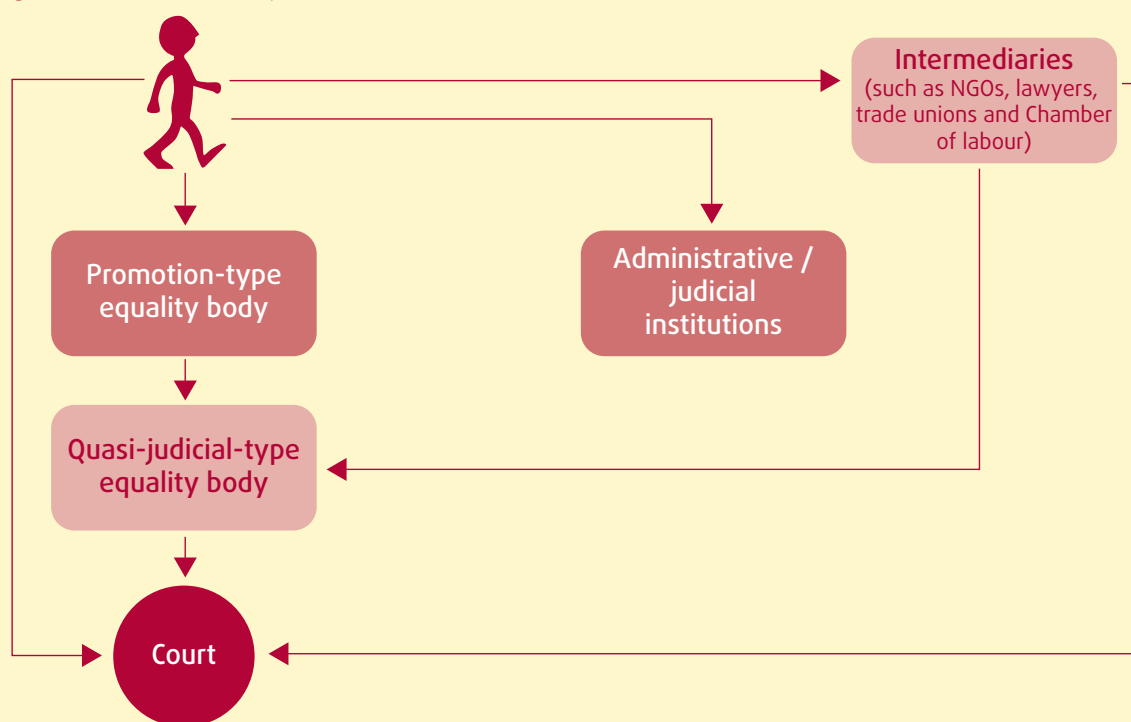 Intermediaries
(such as NGOs, lawyers,
trade unions and Chamber
of labour)
Promotion-type
equality body
Administrative /
judicial
institutions
Quasi-judicial-type
equality body
Court